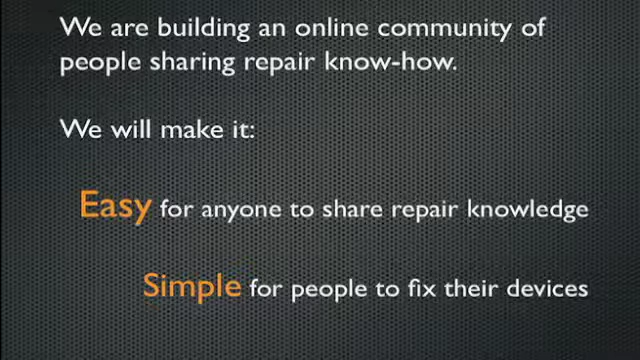 We are building an online community of
people sharing repair know-how.
We will make it:
Easy for anyone to share repair knowledge
Simple for people to fix their devices